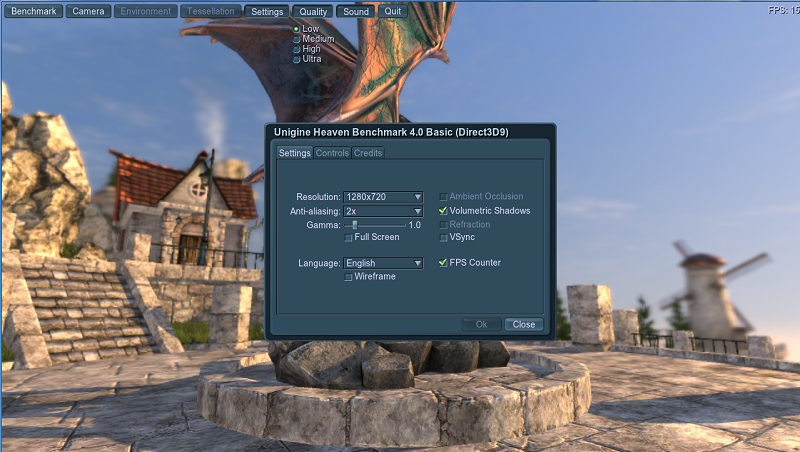 Benchmark Camera Environment Tessellation Settings Quality Sound Quit FPS: 15
Low
Medium
High
Ultra
Unigine Heaven Benchmark 4.0 Basic (Direct3D9)
Settings Controls Credits
Resolution: 1280x720 Ambient Occlusion
Anti-aliasing: 2x Volumetric Shadows
Gamma: 1.0 Refraction
Full Screen VSync
Language: English FPS Counter
Wireframe
Ok Close